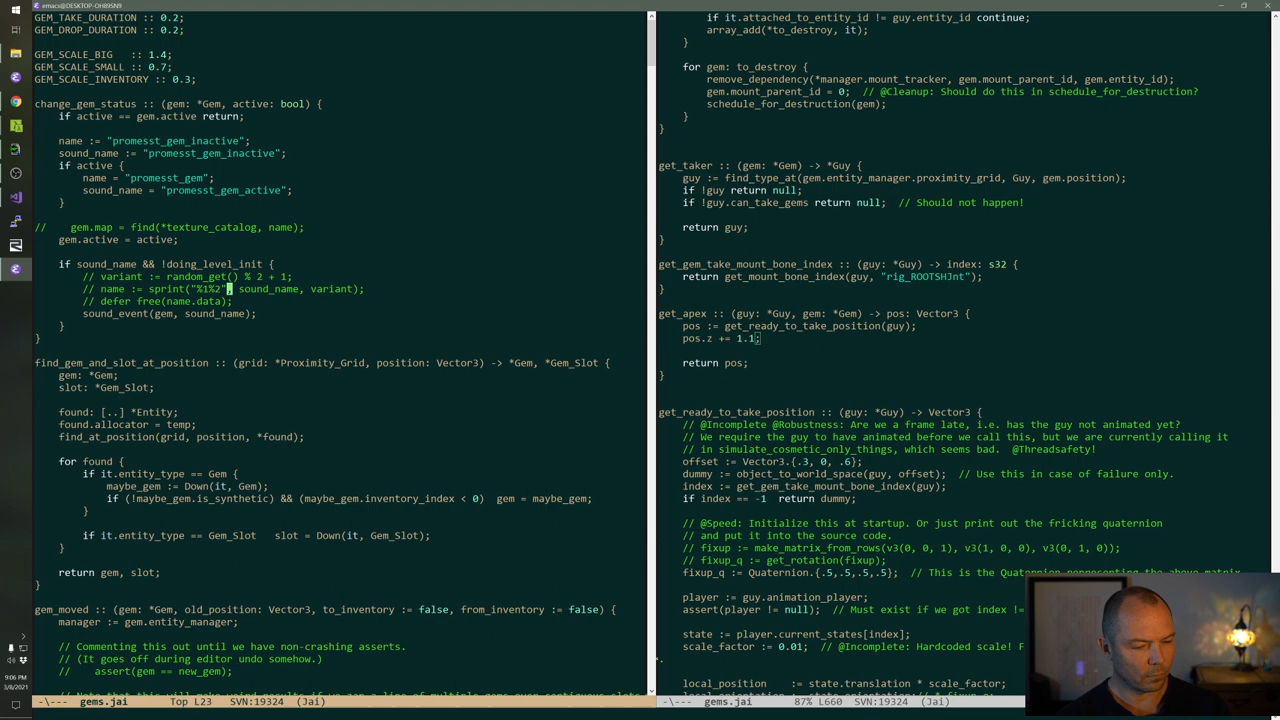 emacs@DESKTOP-OH89SN9
GEM_TAKE_DURATION :: 0.2;
GEM_DROP_DURATION :: 0.2;
GEM_SCALE_BIG   :: 1.4;
GEM_SCALE_SMALL :: 0.7;
GEM_SCALE_INVENTORY :: 0.3;
change_gem_status :: (gem: *Gem, active: bool) {
if active == gem.active return;
name := "promesst_gem_inactive";
sound_name := "promesst_gem_inactive";
if active {
name = "promesst_gem";
sound_name = "promesst_gem_active";
}
//    gem.map = find(*texture_catalog, name);
gem.active = active;
if sound_name && !doing_level_init {
// variant := random_get() % 2 + 1;
// name := sprint("%1%2", sound_name, variant);
// defer free(name.data);
sound_event(gem, sound_name);
}
}
find_gem_and_slot_at_position :: (grid: *Proximity_Grid, position: Vector3) -> *Gem, *Gem_Slot {
gem: *Gem;
slot: *Gem_Slot;
found: [..] *Entity;
found.allocator = temp;
find_at_position(grid, position, *found);
for found {
if it.entity_type == Gem {
maybe_gem := Down(it, Gem);
if (!maybe_gem.is_synthetic) && (maybe_gem.inventory_index < 0)  gem = maybe_gem;
}
if it.entity_type == Gem_Slot   slot = Down(it, Gem_Slot);
}
return gem, slot;
}
gem_moved :: (gem: *Gem, old_position: Vector3, to_inventory := false, from_inventory := false) {
manager := gem.entity_manager;
// Commenting this out until we have non-crashing asserts.
// (It goes off during editor undo somehow.)
//    assert(gem == new_gem);
-\---  gems.jai      Top L23    SVN:19324  (Jai)
if it.attached_to_entity_id != guy.entity_id continue;
array_add(*to_destroy, it);
}
for gem: to_destroy {
remove_dependency(*manager.mount_tracker, gem.mount_parent_id, gem.entity_id);
gem.mount_parent_id = 0;  // @Cleanup: Should do this in schedule_for_destruction?
schedule_for_destruction(gem);
}
}
get_taker :: (gem: *Gem) -> *Guy {
guy := find_type_at(gem.entity_manager.proximity_grid, Guy, gem.position);
if !guy return null;
if !guy.can_take_gems return null;  // Should not happen!
return guy;
}
get_gem_take_mount_bone_index :: (guy: *Guy) -> index: s32 {
return get_mount_bone_index(guy, "rig_ROOTSHJnt");
}
get_apex :: (guy: *Guy, gem: *Gem) -> pos: Vector3 {
pos := get_ready_to_take_position(guy);
pos.z += 1.1;
return pos;
}
get_ready_to_take_position :: (guy: *Guy) -> Vector3 {
// @Incomplete @Robustness: Are we a frame late, i.e. has the guy not animated yet?
// We require the guy to have animated before we call this, but we are currently calling it
// in simulate_cosmetic_only_things, which seems bad.  @Threadsafety!
offset := Vector3.{.3, 0, .6};
dummy := object_to_world_space(guy, offset);  // Use this in case of failure only.
index := get_gem_take_mount_bone_index(guy);
if index == -1  return dummy;
// @Speed: Initialize this at startup. Or just print out the fricking quaternion
// and put it into the source code.
// fixup := make_matrix_from_rows(v3(0, 0, 1), v3(1, 0, 0), v3(0, 1, 0));
// fixup_q := get_rotation(fixup);
fixup_q := Quaternion.{.5,.5,.5,.5};  // This is the Quaternion representing the above matrix
player := guy.animation_player;
assert(player != null);  // Must exist if we got index !=
state := player.current_states[index];
scale_factor := 0.01;  // @Incomplete: Hardcoded scale! F
local_position    := state.translation * scale_factor;
-\---  gems.jai      87% L660   SVN:19324  (Jai)
9:06 PM
5/8/2021